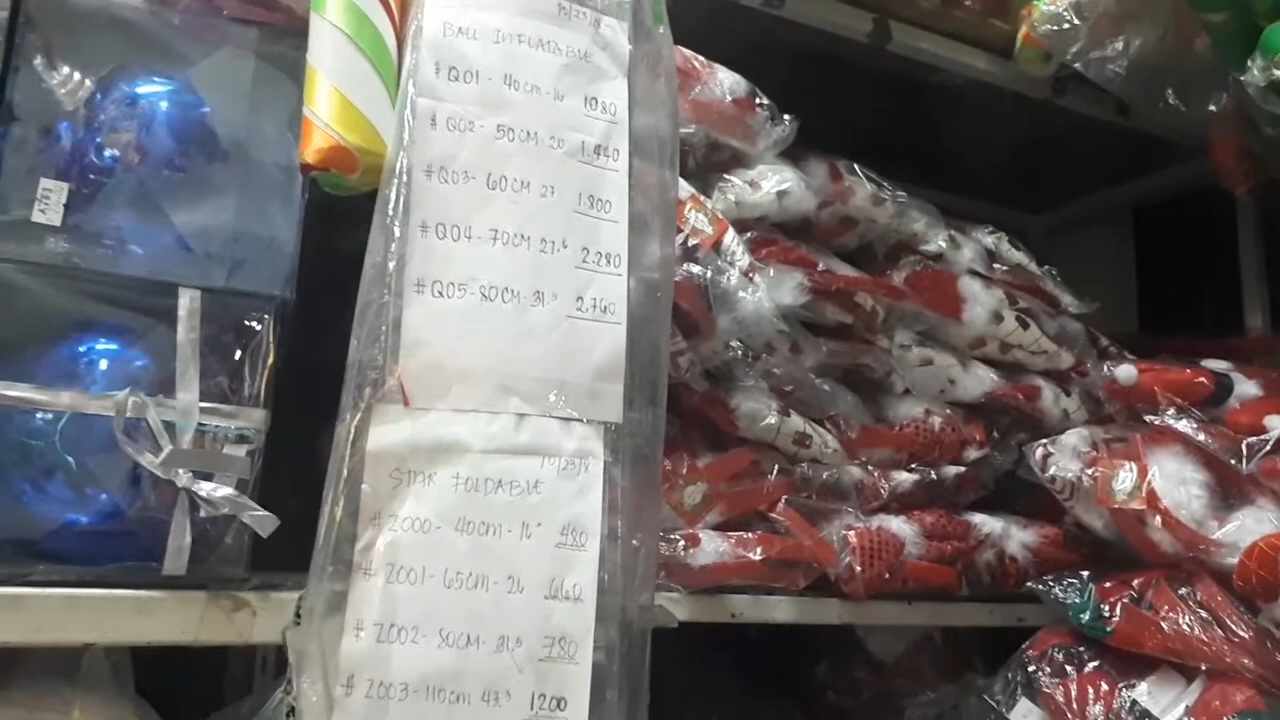 10/23/18
BALL INFLATABLE
# Q01 - 40cm - 16 1080
# Q02 - 50CM - 20 1.440
# Q03 - 60CM 27 1.800
# Q04 - 70CM 27.6 2.280
# Q05 - 80CM - 31.5 2.760
10/23/18
STAR FOLDABLE
# Z000 - 40cm - 16" 480
# Z001 - 65cm - 26 660
# Z002 - 80CM - 31.5 780
# Z003 - 110cm 43.3 1,200